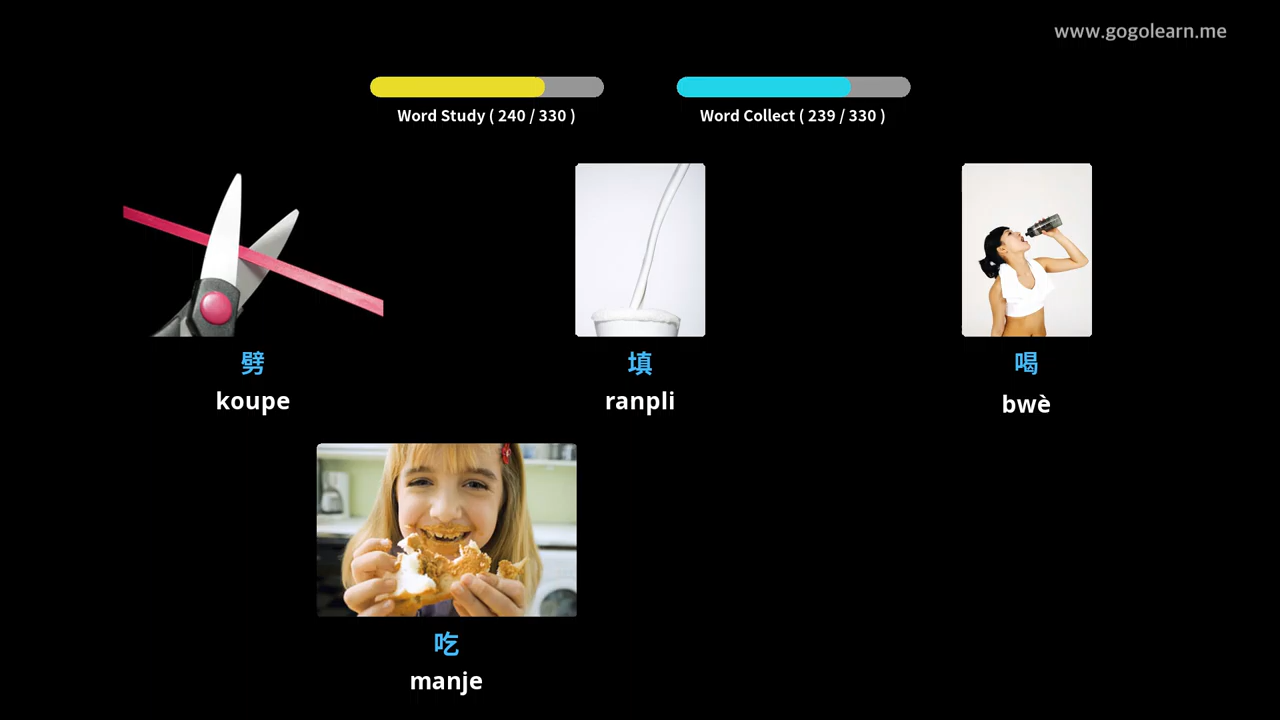 www.gogolearn.me
Word Study ( 240 / 330 )
Word Collect ( 239 / 330 )
劈
koupe
填
ranpli
喝
bwè
吃
manje